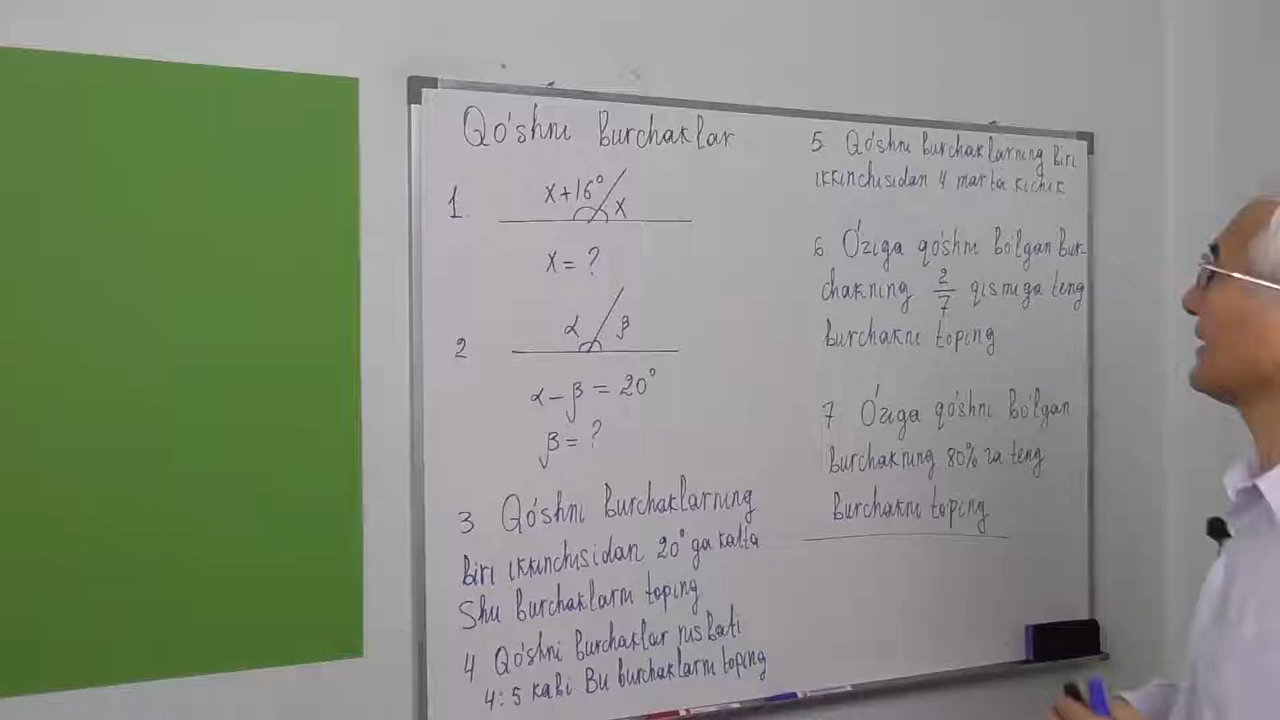 Qo'shni burchaklar
1. x+16° x
x = ?
2 α β
α − β = 20°
β = ?
3 Qo'shni burchaklarning
biri ikkinchisidan 20° ga katta
Shu burchaklarni toping
4 Qo'shni burchaklar nisbati
4:5 kabi Bu burchaklarni toping
5 Qo'shni burchaklarning biri
ikkinchisidan 4 marta kichik
6 O'ziga qo'shni bo'lgan bur-
chakning 2/7 qismiga teng
burchakni toping
7 O'ziga qo'shni bo'lgan
burchakning 80% ra teng
burchakni toping